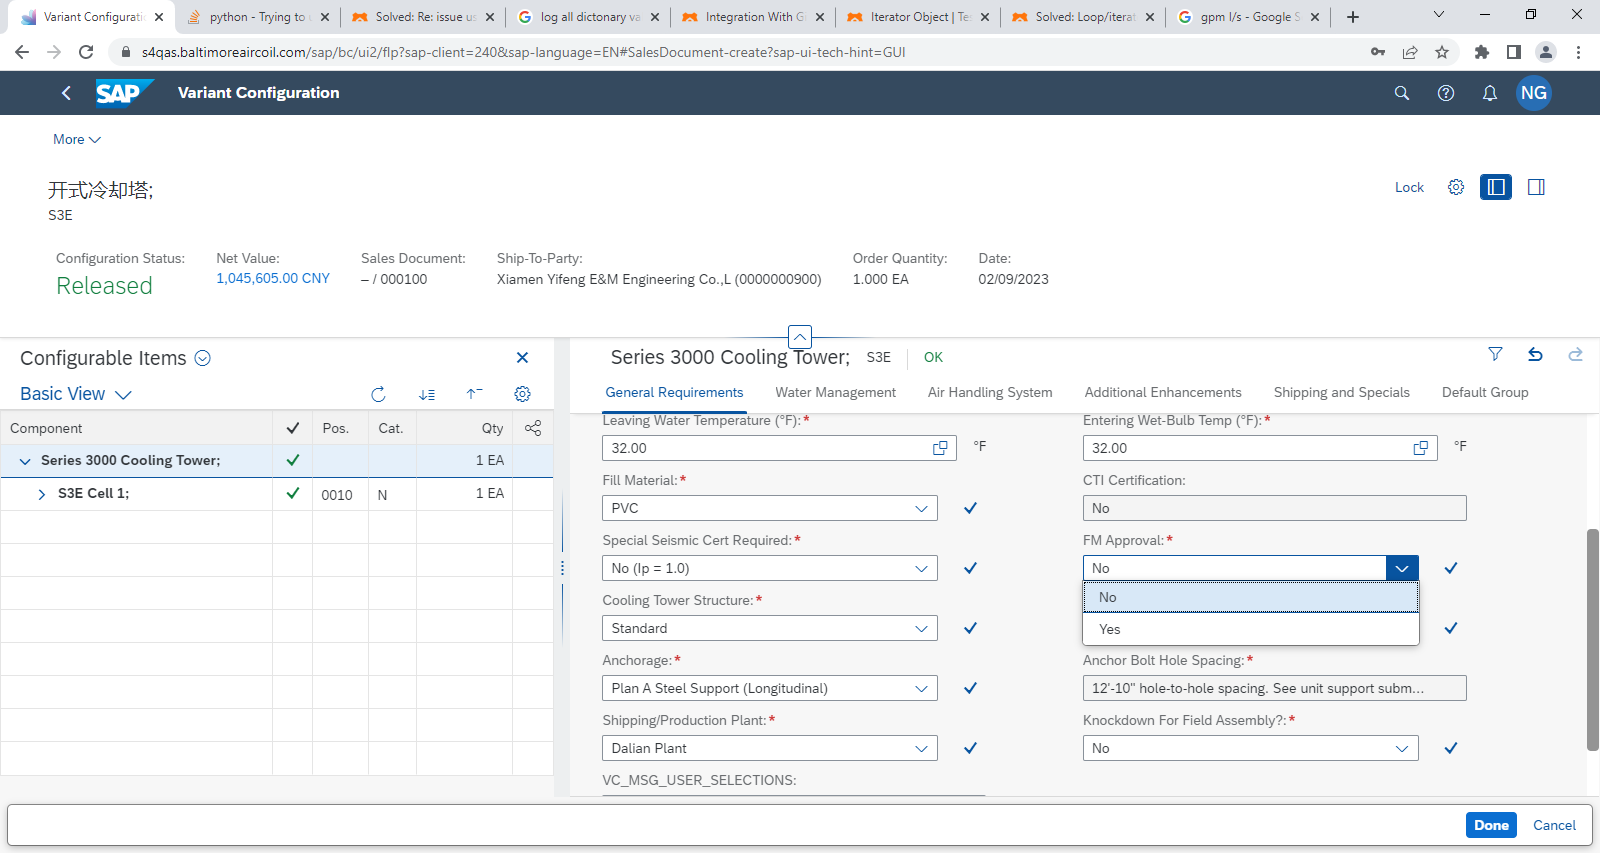 Variant Configurati
python - Trying to
Solved: Re: issue us
log all dictonary va
Integration With G
Iterator Object | Te
Solved: Loop/iterat
gpm l/s - Google S
s4qas.baltimoreaircoil.com/sap/bc/ui2/flp?sap-client=240&sap-language=EN#SalesDocument-create?sap-ui-tech-hint=GUI
SAP
Variant Configuration
NG
More
开式冷却塔;
S3E
Lock
Configuration Status:
Net Value:
Sales Document:
Ship-To-Party:
Order Quantity:
Date:
Released
1,045,605.00 CNY
– / 000100
Xiamen Yifeng E&M Engineering Co.,L (0000000900)
1.000 EA
02/09/2023
Configurable Items
Series 3000 Cooling Tower;
S3E
OK
Basic View
General Requirements
Water Management
Air Handling System
Additional Enhancements
Shipping and Specials
Default Group
Component
Pos.
Cat.
Qty
Series 3000 Cooling Tower;
1 EA
S3E Cell 1;
0010
N
1 EA
Leaving Water Temperature (°F):*
Entering Wet-Bulb Temp (°F):*
32.00
°F
32.00
°F
Fill Material:*
CTI Certification:
PVC
No
Special Seismic Cert Required:*
FM Approval:*
No (Ip = 1.0)
No
No
Yes
Cooling Tower Structure:*
Standard
Anchorage:*
Anchor Bolt Hole Spacing:*
Plan A Steel Support (Longitudinal)
12'-10" hole-to-hole spacing. See unit support subm...
Shipping/Production Plant:*
Knockdown For Field Assembly?:*
Dalian Plant
No
VC_MSG_USER_SELECTIONS:
Done
Cancel